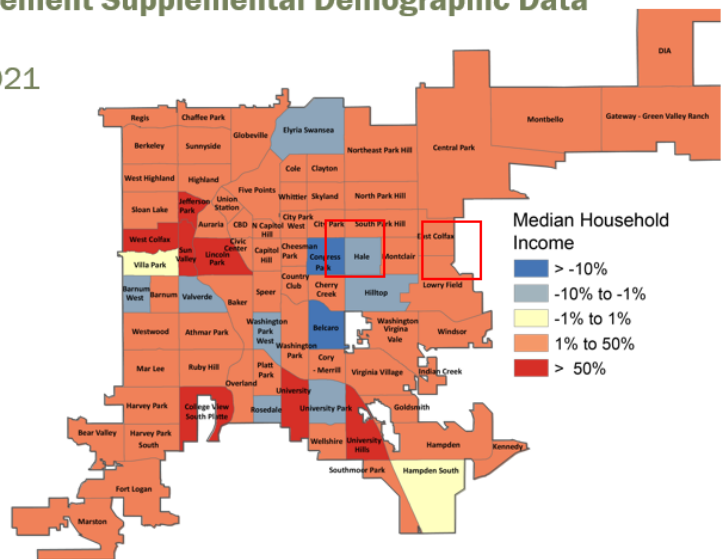 ement Supplemental Demographic Data
021
DIA
Montbello
Gateway - Green Valley Ranch
Regis
Chaffee Park
Globeville
Elyria Swansea
Central Park
Berkeley
Sunnyside
Northeast Park Hill
Cole
Clayton
West Highland
Highland
Five Points
Whittier
Skyland
North Park Hill
Sloan Lake
Jefferson
Park
Union
Station
Auraria
CBD
N Capitol
Hill
City Park
West
City Park
South Park Hill
East Colfax
West Colfax
Sun
Valley
Lincoln
Park
Civic
Center
Capitol
Hill
Cheesman
Park
Congress
Park
Hale
Montclair
Villa Park
Barnum
West
Barnum
Valverde
Baker
Speer
Country
Club
Cherry
Creek
Hilltop
Lowry Field
Westwood
Athmar Park
Washington
Park
West
Washington
Park
Belcaro
Washington
Virgina
Vale
Windsor
Mar Lee
Ruby Hill
Overland
Platt
Park
Cory
- Merrill
Virginia Village
Indian Creek
Harvey Park
College View
South Platte
Rosedale
University
University Park
Goldsmith
Bear Valley
Harvey Park
South
Wellshire
University
Hills
Hampden
Kennedy
Southmoor Park
Hampden South
Fort Logan
Marston
Median Household
Income
> -10%
-10% to -1%
-1% to 1%
1% to 50%
> 50%